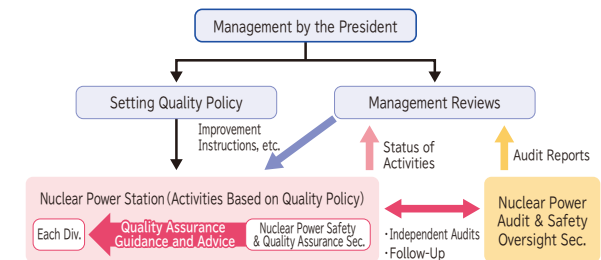 Management by the President
Setting Quality Policy
Management Reviews
Improvement
Instructions, etc.
Status of
Activities
Audit Reports
Nuclear Power Station (Activities Based on Quality Policy)
Each Div.
Quality Assurance
Guidance and Advice
Nuclear Power Safety
& Quality Assurance Sec.
・Independent Audits
・Follow-Up
Nuclear Power
Audit & Safety
Oversight Sec.